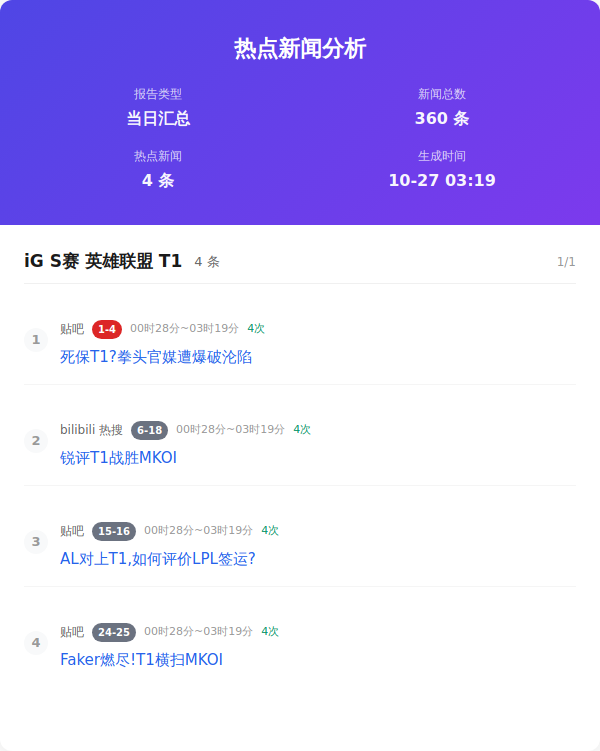 热点新闻分析
报告类型
当日汇总
新闻总数
360 条
热点新闻
4 条
生成时间
10-27 03:19
iG S赛 英雄联盟 T1 4 条 1/1
1
贴吧 1-4 00时28分~03时19分 4次
死保T1?拳头官媒遭爆破沦陷
2
bilibili 热搜 6-18 00时28分~03时19分 4次
锐评T1战胜MKOI
3
贴吧 15-16 00时28分~03时19分 4次
AL对上T1,如何评价LPL签运?
4
贴吧 24-25 00时28分~03时19分 4次
Faker燃尽!T1横扫MKOI